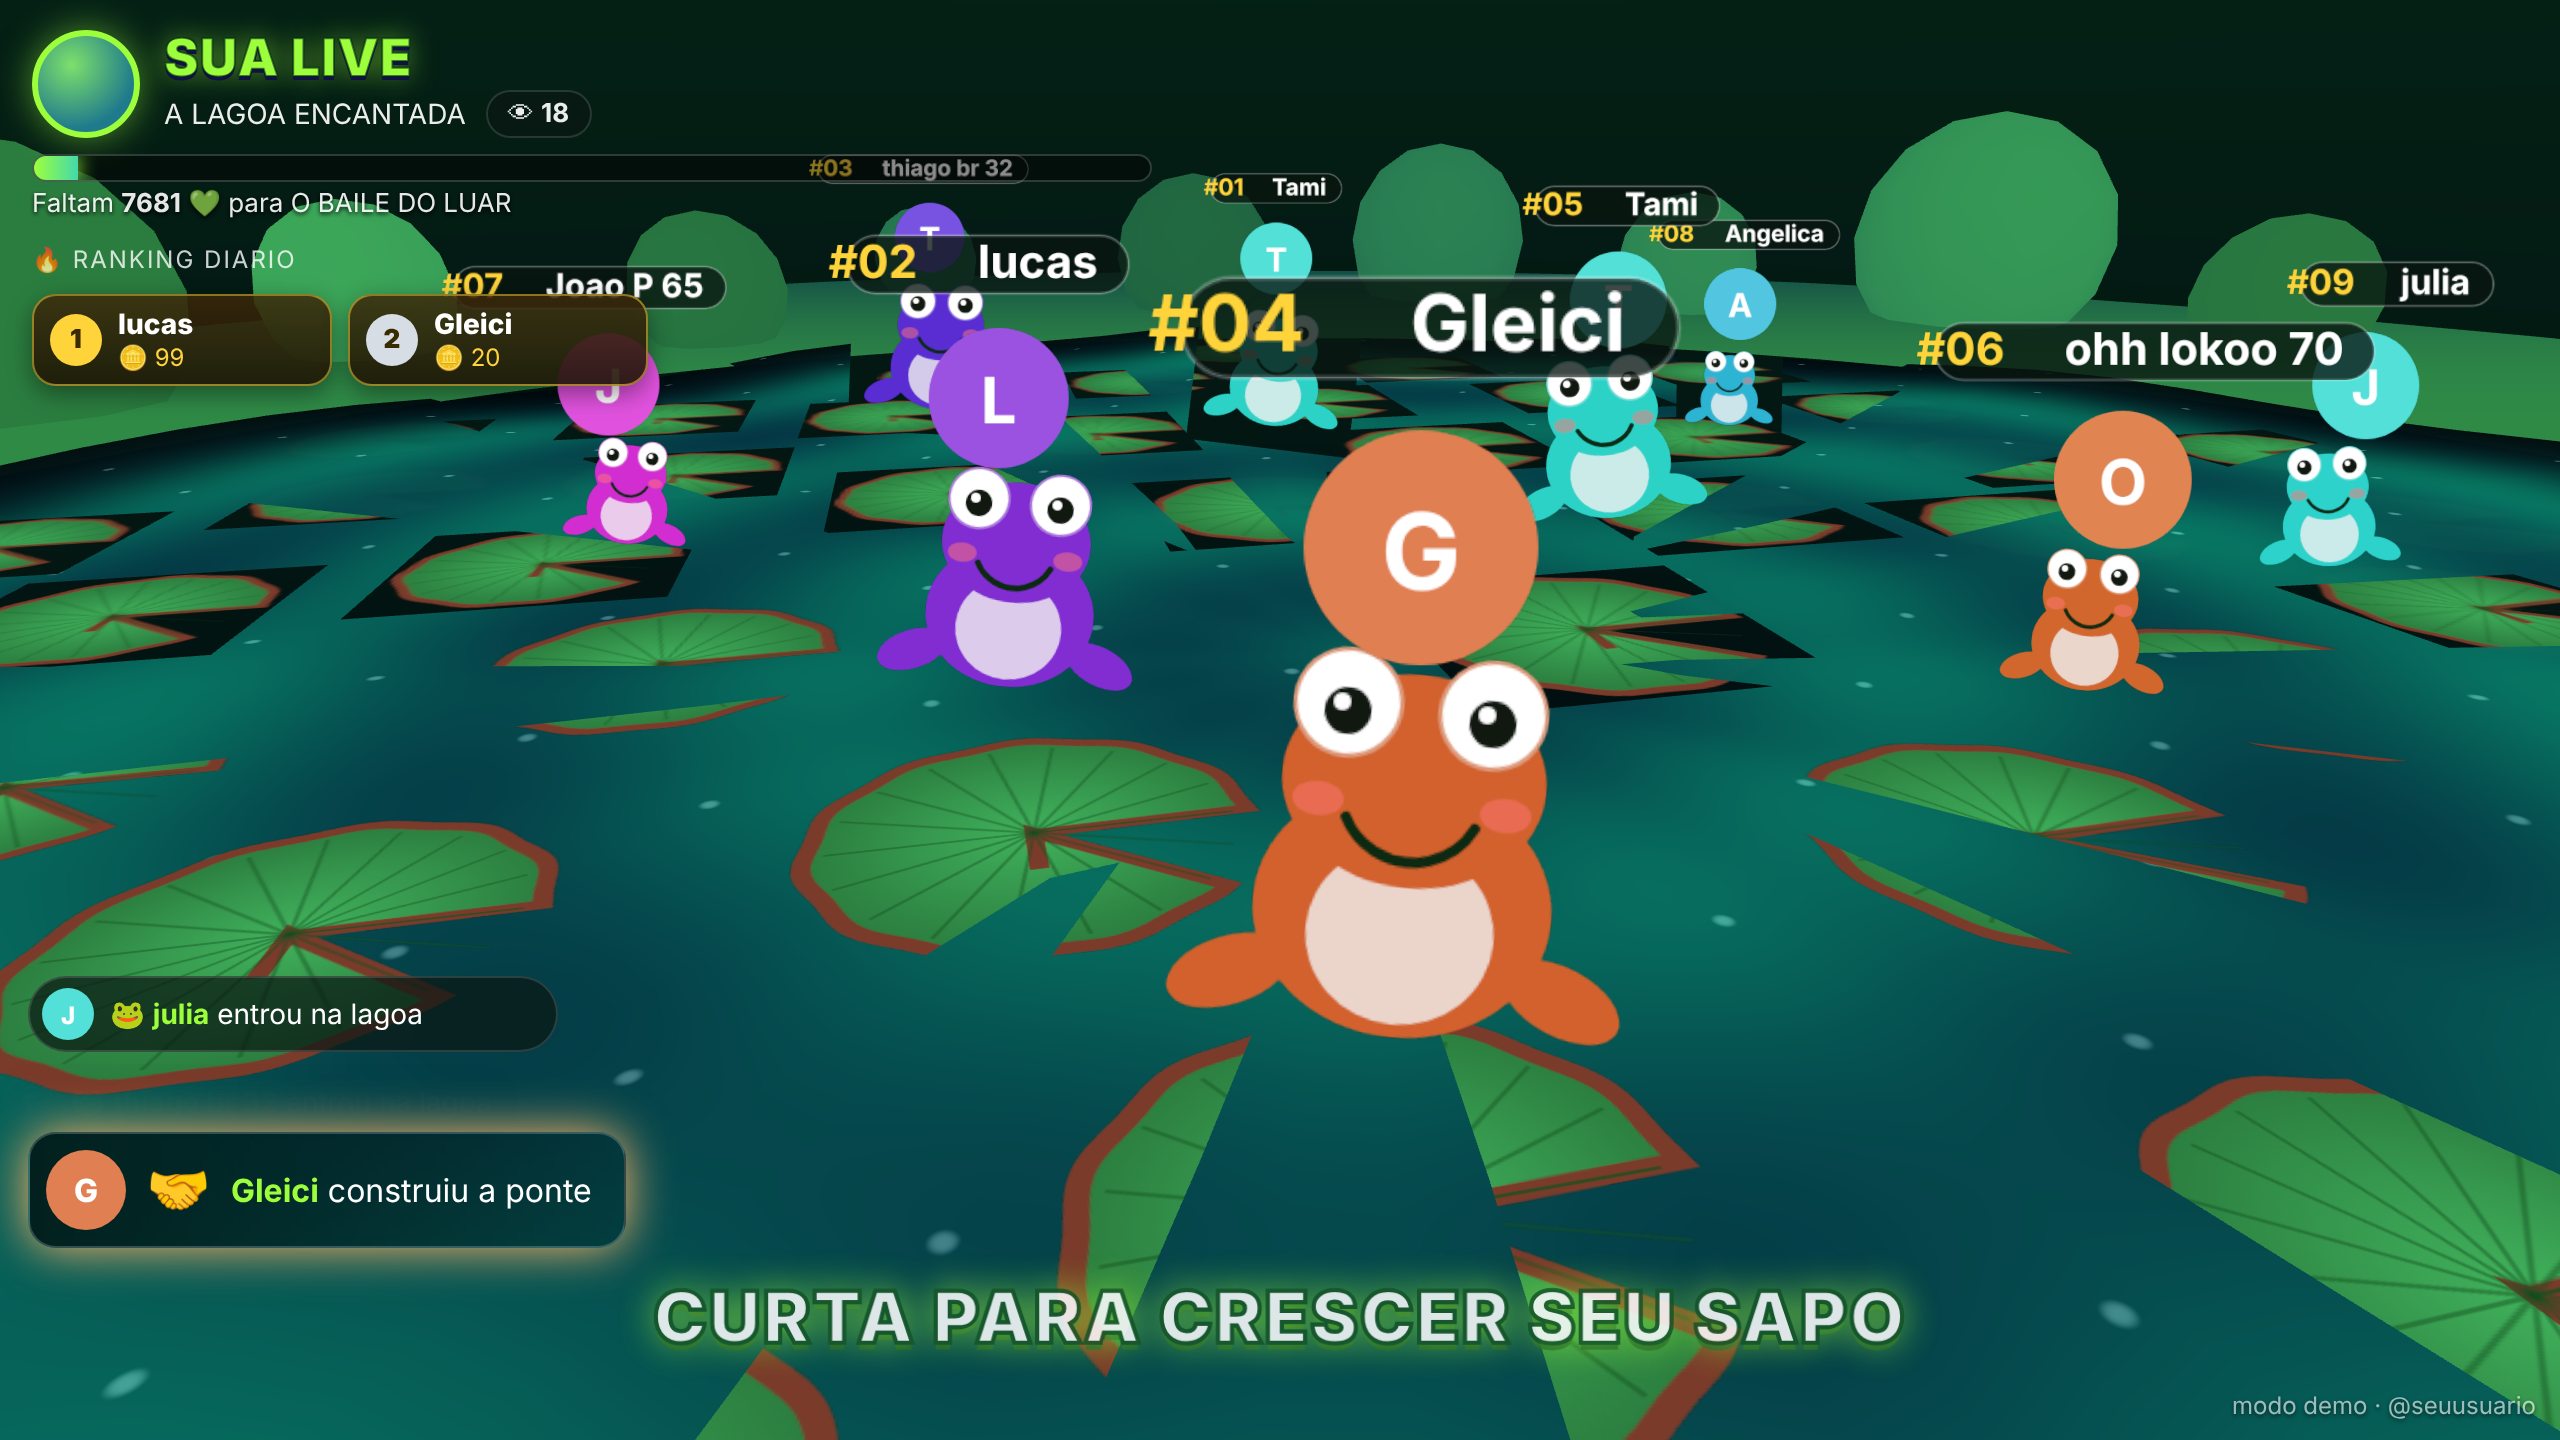 SUA LIVE
A LAGOA ENCANTADA 👁 18
#03 thiago br 32
#01 Tami
Faltam 7681 💚 para O BAILE DO LUAR
#05 Tami
#08 Angelica
🔥 RANKING DIARIO
#02 lucas
#07 Joao P 65
#09 julia
#04 Gleici
#06 ohh lokoo 70
1 lucas
🪙 99
2 Gleici
🪙 20
T
T
A
J
J
L
O
G
J 🐸 julia entrou na lagoa
G 🤝 Gleici construiu a ponte
CURTA PARA CRESCER SEU SAPO
modo demo · @seuusuario